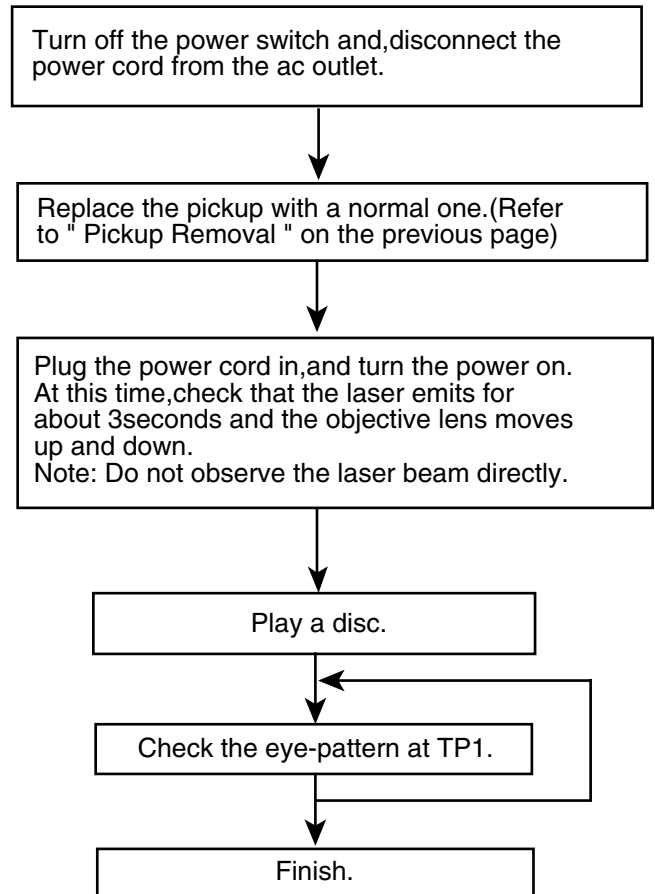 Turn off the power switch and,disconnect the
power cord from the ac outlet.
Replace the pickup with a normal one.(Refer
to " Pickup Removal " on the previous page)
Plug the power cord in,and turn the power on.
At this time,check that the laser emits for
about 3seconds and the objective lens moves
up and down.
Note: Do not observe the laser beam directly.
Play a disc.
Check the eye-pattern at TP1.
Finish.